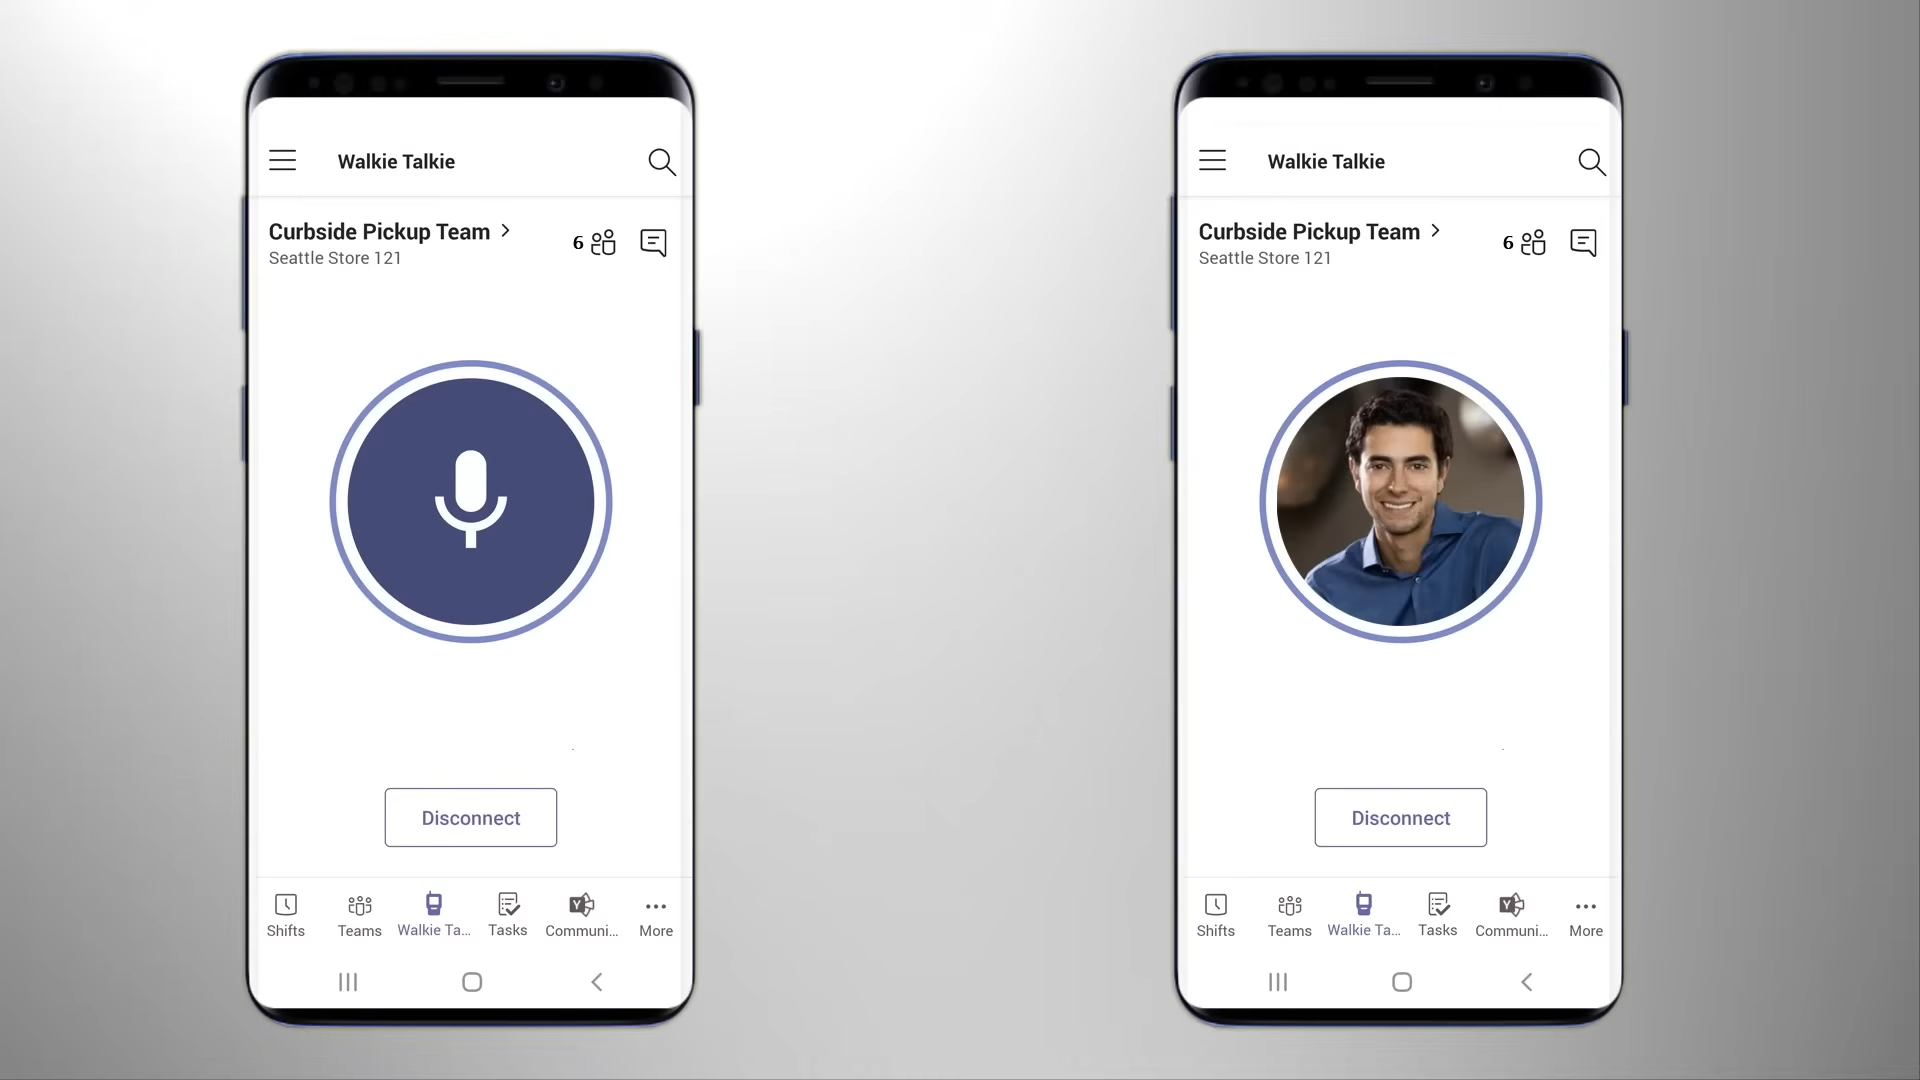 Walkie Talkie
Curbside Pickup Team
Seattle Store 121
6
Disconnect
Shifts
Teams
Walkie Ta...
Tasks
Communi...
More
Walkie Talkie
Curbside Pickup Team
Seattle Store 121
6
Disconnect
Shifts
Teams
Walkie Ta...
Tasks
Communi...
More